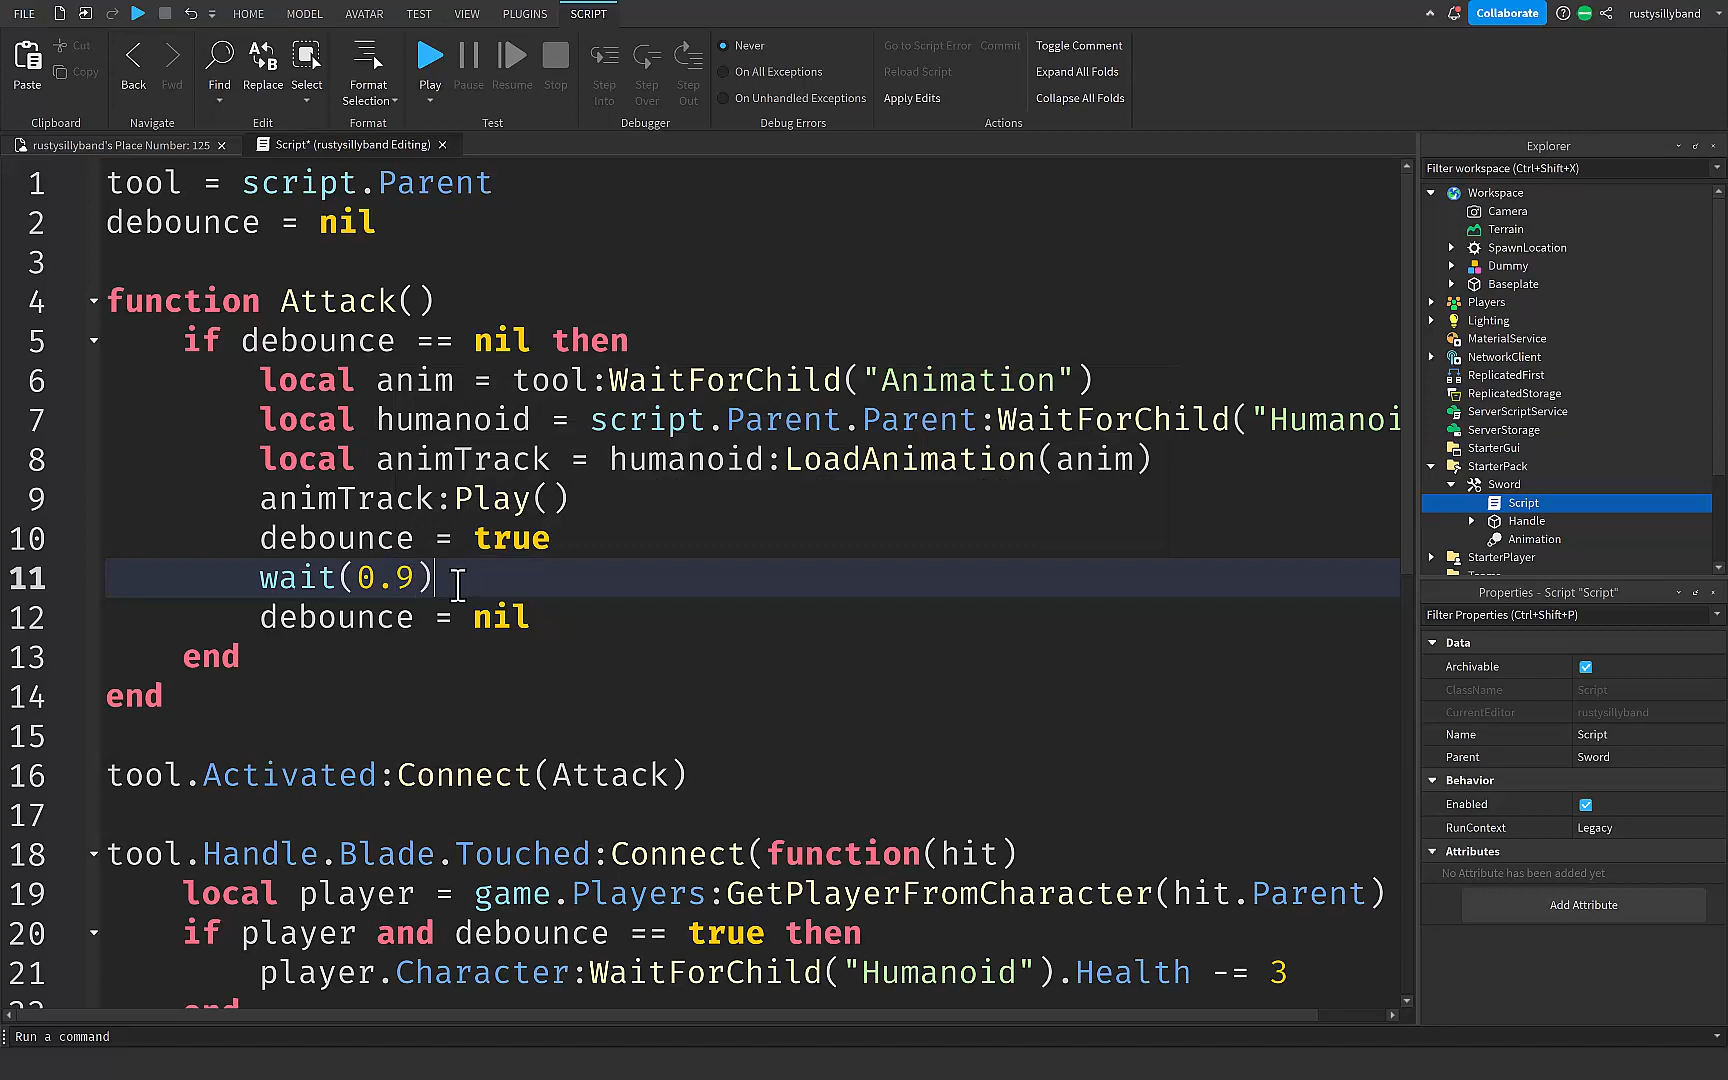 FILE HOME MODEL AVATAR TEST VIEW PLUGINS SCRIPT Collaborate rustysillyband
Paste Cut Copy Clipboard
Back Fwd Navigate
Find Replace Select Edit
Format Selection Format
Play Pause Resume Stop Test
Step Into Step Over Step Out Debugger
Never
On All Exceptions
On Unhandled Exceptions
Debug Errors
Go to Script Error Commit
Reload Script
Apply Edits
Toggle Comment
Expand All Folds
Collapse All Folds
Actions
rustysillyband's Place Number: 125 Script* (rustysillyband Editing)
1 tool = script.Parent
2 debounce = nil
3
4 function Attack()
5 if debounce == nil then
6 local anim = tool:WaitForChild("Animation")
7 local humanoid = script.Parent.Parent:WaitForChild("Humanoi
8 local animTrack = humanoid:LoadAnimation(anim)
9 animTrack:Play()
10 debounce = true
11 wait(0.9)
12 debounce = nil
13 end
14 end
15
16 tool.Activated:Connect(Attack)
17
18 tool.Handle.Blade.Touched:Connect(function(hit)
19 local player = game.Players:GetPlayerFromCharacter(hit.Parent)
20 if player and debounce == true then
21 player.Character:WaitForChild("Humanoid").Health -= 3
22 end
Run a command
Explorer
Filter workspace (Ctrl+Shift+X)
Workspace
Camera
Terrain
SpawnLocation
Dummy
Baseplate
Players
Lighting
MaterialService
NetworkClient
ReplicatedFirst
ReplicatedStorage
ServerScriptService
ServerStorage
StarterGui
StarterPack
Sword
Script
Handle
Animation
StarterPlayer
Teams
Properties - Script "Script"
Filter Properties (Ctrl+Shift+P)
Data
Archivable
ClassName Script
CurrentEditor rustysillyband
Name Script
Parent Sword
Behavior
Enabled
RunContext Legacy
Attributes
No Attribute has been added yet
Add Attribute